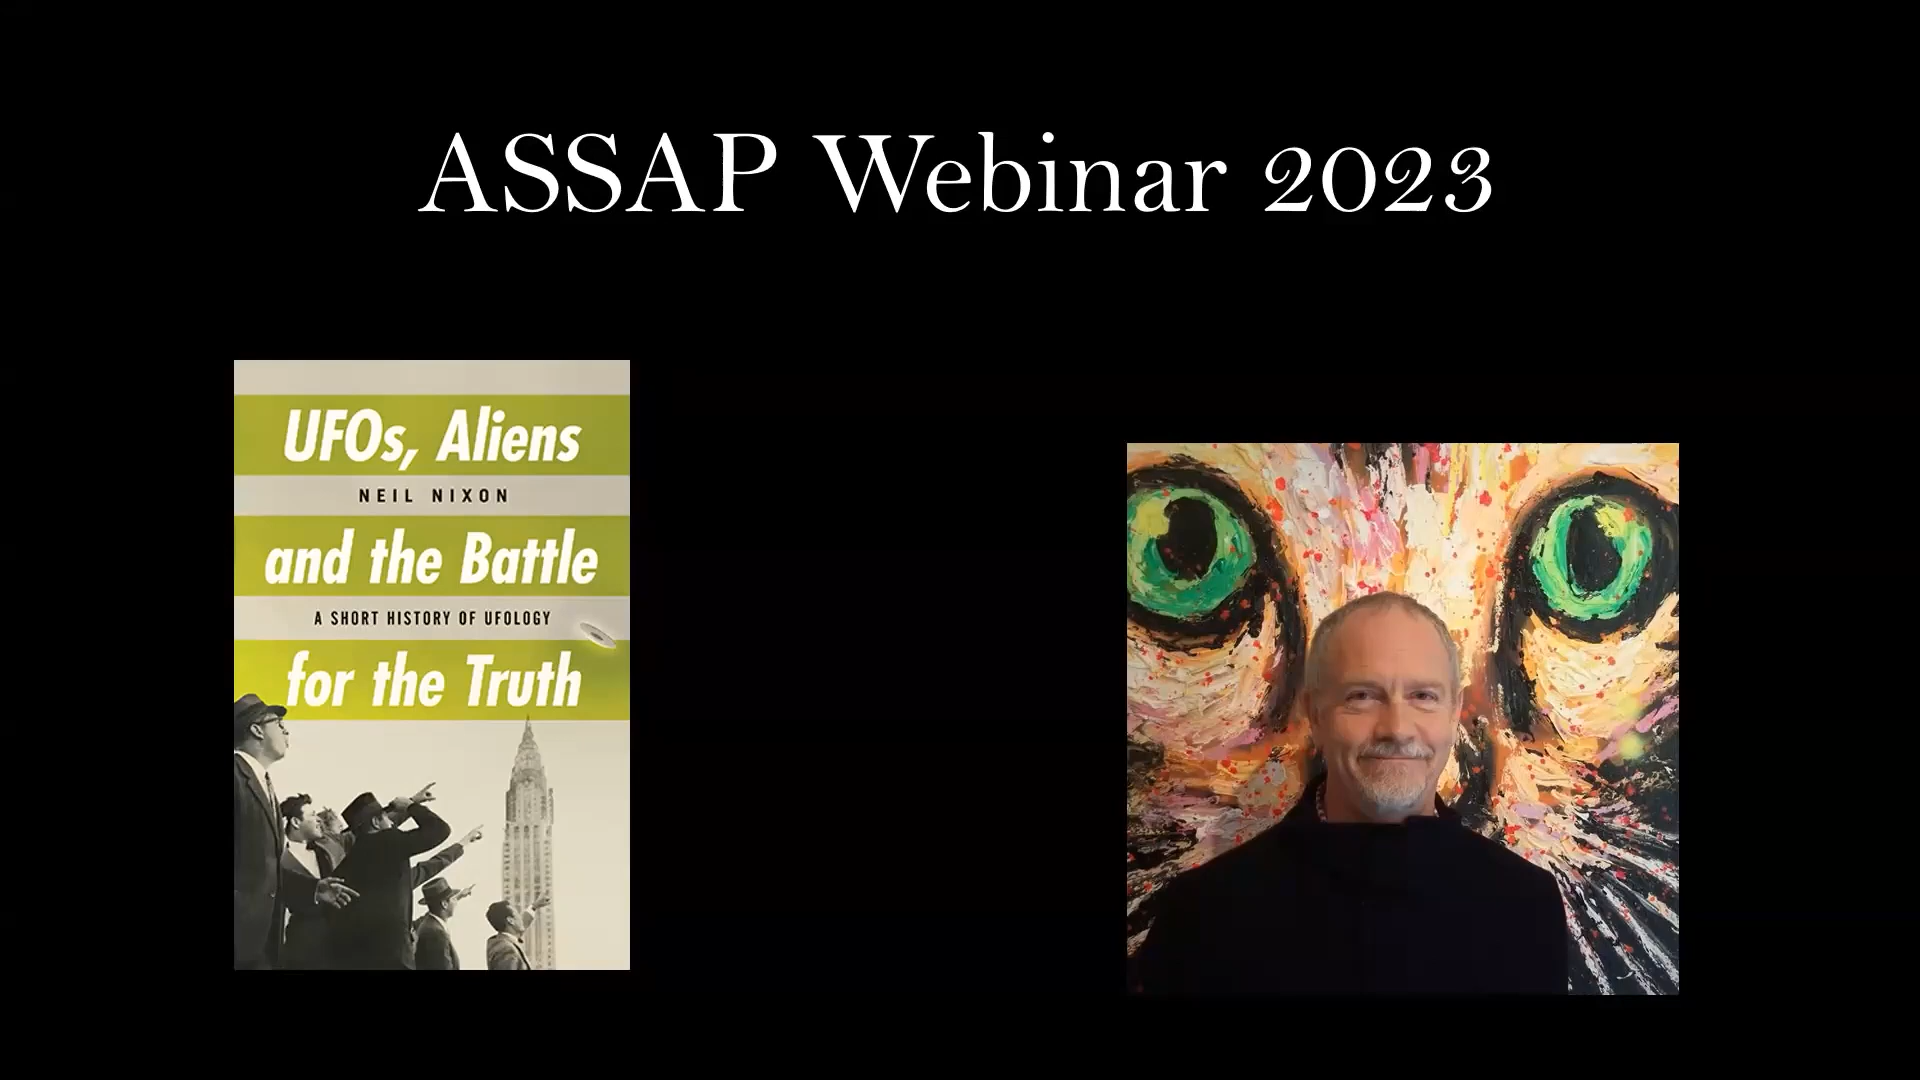 ASSAP Webinar 2023
UFOs, Aliens
NEIL NIXON
and the Battle
A SHORT HISTORY OF UFOLOGY
for the Truth